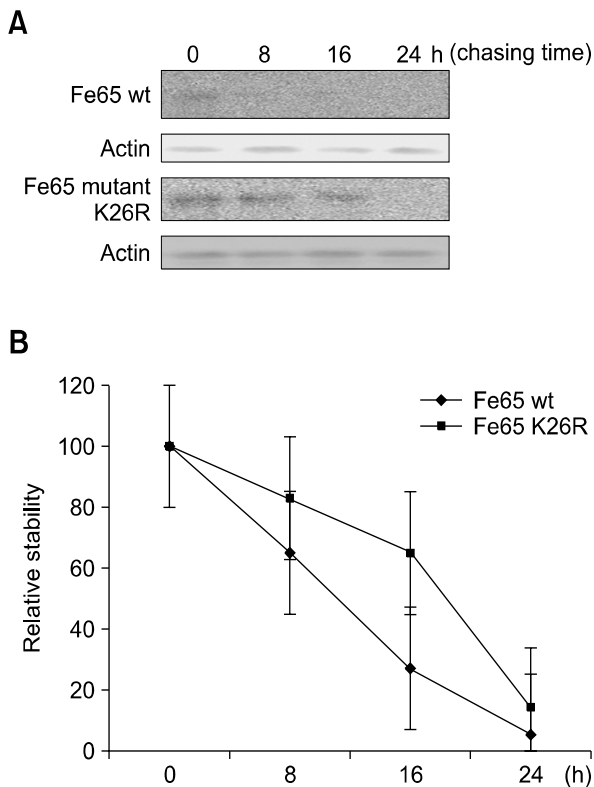 A
0 8 16 24 h (chasing time)
Fe65 wt
Actin
Fe65 mutant
K26R
Actin
B
120
100
80
60
40
20
0
Relative stability
Fe65 wt
Fe65 K26R
0 8 16 24 (h)